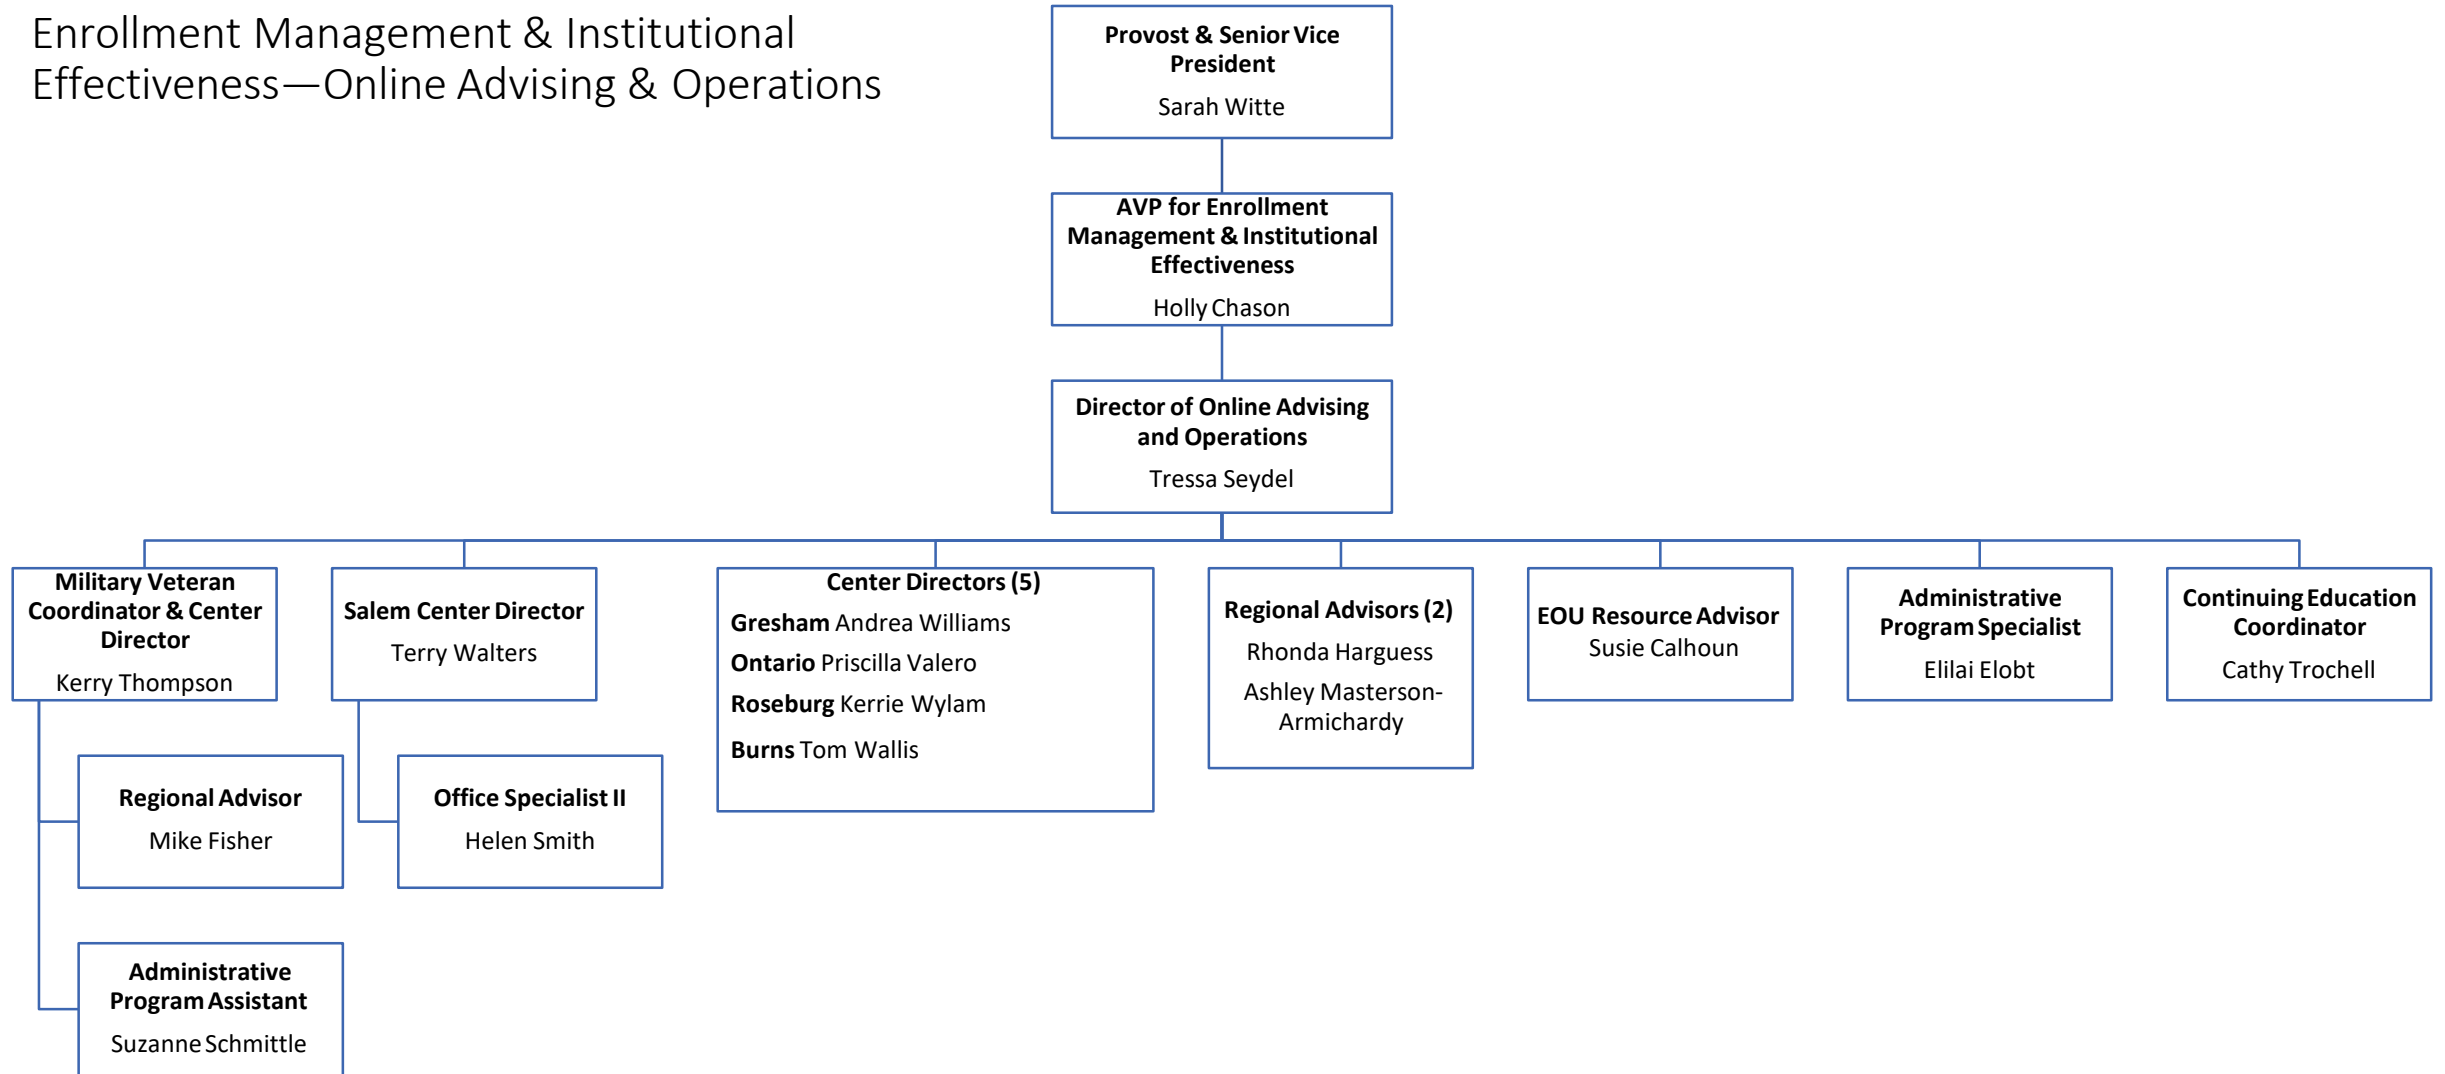 Enrollment Management & Institutional
Effectiveness—Online Advising & Operations
Provost & Senior Vice
President
Sarah Witte
AVP for Enrollment
Management & Institutional
Effectiveness
Holly Chason
Director of Online Advising
and Operations
Tressa Seydel
Military Veteran
Coordinator & Center
Director
Kerry Thompson
Salem Center Director
Terry Walters
Center Directors (5)
Gresham Andrea Williams
Ontario Priscilla Valero
Roseburg Kerrie Wylam
Burns Tom Wallis
Regional Advisors (2)
Rhonda Harguess
Ashley Masterson-
Armichardy
EOU Resource Advisor
Susie Calhoun
Administrative
Program Specialist
Elilai Elobt
Continuing Education
Coordinator
Cathy Trochell
Regional Advisor
Mike Fisher
Office Specialist II
Helen Smith
Administrative
Program Assistant
Suzanne Schmittle